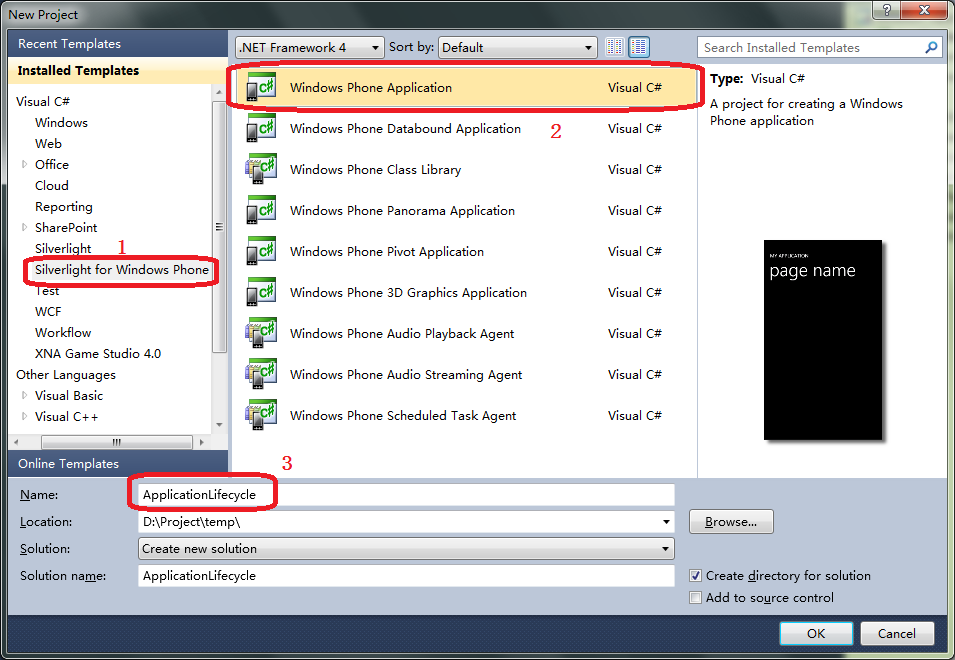 New Project
Recent Templates
Installed Templates
Visual C#
Windows
Web
Office
Cloud
Reporting
SharePoint
Silverlight
1
Silverlight for Windows Phone
Test
WCF
Workflow
XNA Game Studio 4.0
Other Languages
Visual Basic
Visual C++
Online Templates
.NET Framework 4 Sort by: Default
Windows Phone Application Visual C#
2
Windows Phone Databound Application Visual C#
Windows Phone Class Library Visual C#
Windows Phone Panorama Application Visual C#
Windows Phone Pivot Application Visual C#
Windows Phone 3D Graphics Application Visual C#
Windows Phone Audio Playback Agent Visual C#
Windows Phone Audio Streaming Agent Visual C#
Windows Phone Scheduled Task Agent Visual C#
Search Installed Templates
Type: Visual C#
A project for creating a Windows
Phone application
MY APPLICATION
page name
3
Name: ApplicationLifecycle
Location: D:\Project\temp\ Browse...
Solution: Create new solution
Solution name: ApplicationLifecycle
Create directory for solution
Add to source control
OK Cancel